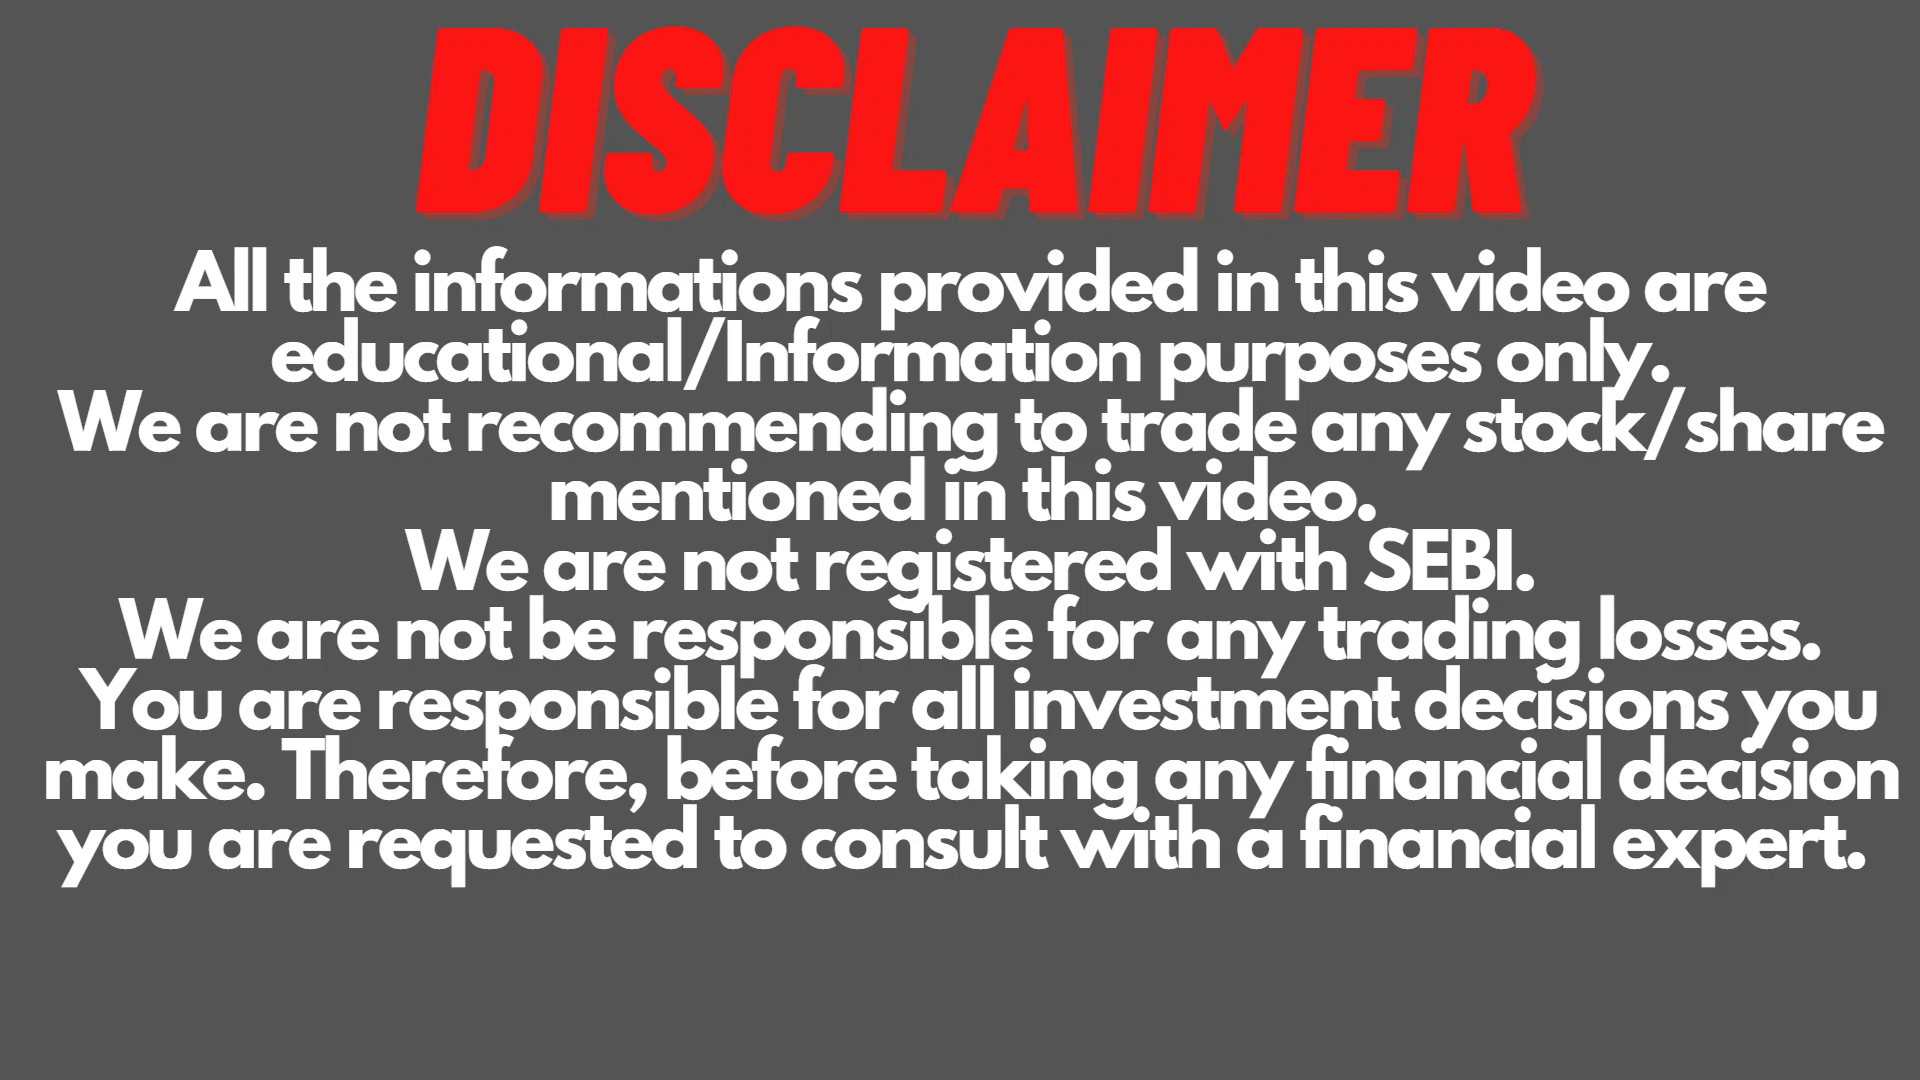 DISCLAIMER
All the informations provided in this video are
educational/Information purposes only.
We are not recommending to trade any stock/share
mentioned in this video.
We are not registered with SEBI.
We are not be responsible for any trading losses.
You are responsible for all investment decisions you
make. Therefore, before taking any financial decision
you are requested to consult with a financial expert.